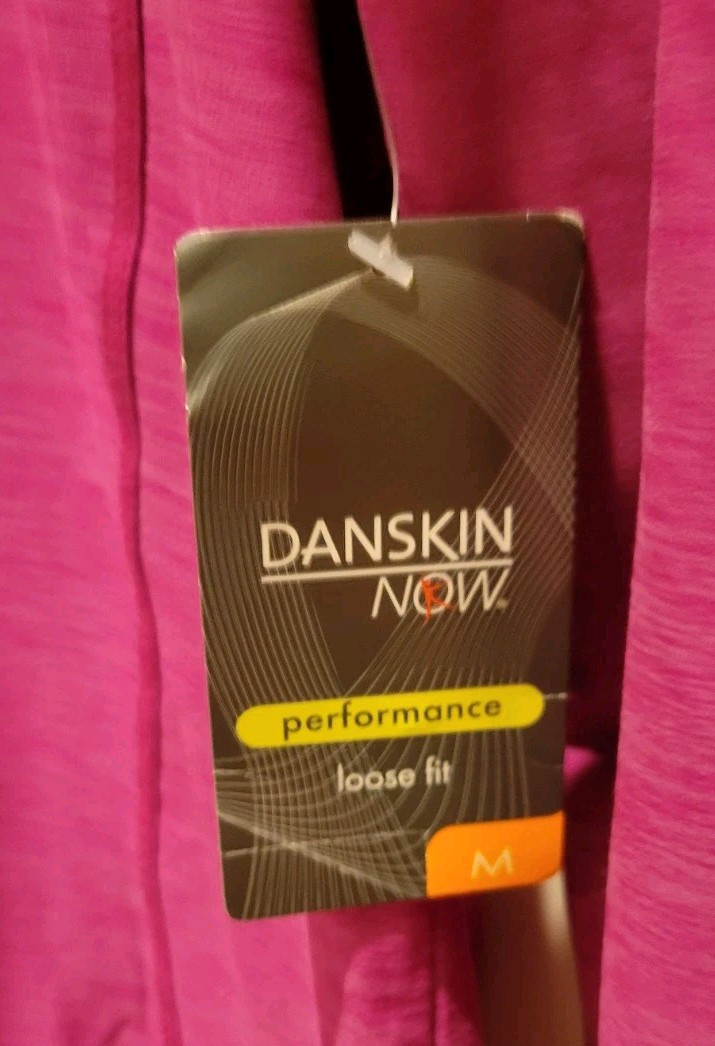 DANSKIN
NOW
performance
loose fit
M